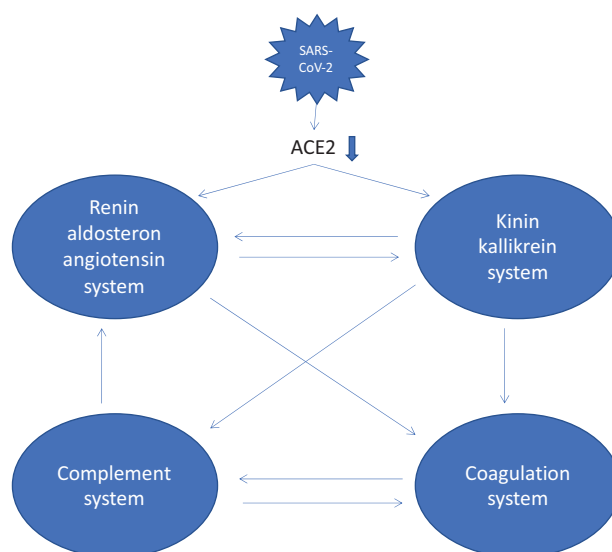 SARS-
CoV-2
ACE2
Renin
aldosteron
angiotensin
system
Kinin
kallikrein
system
Complement
system
Coagulation
system